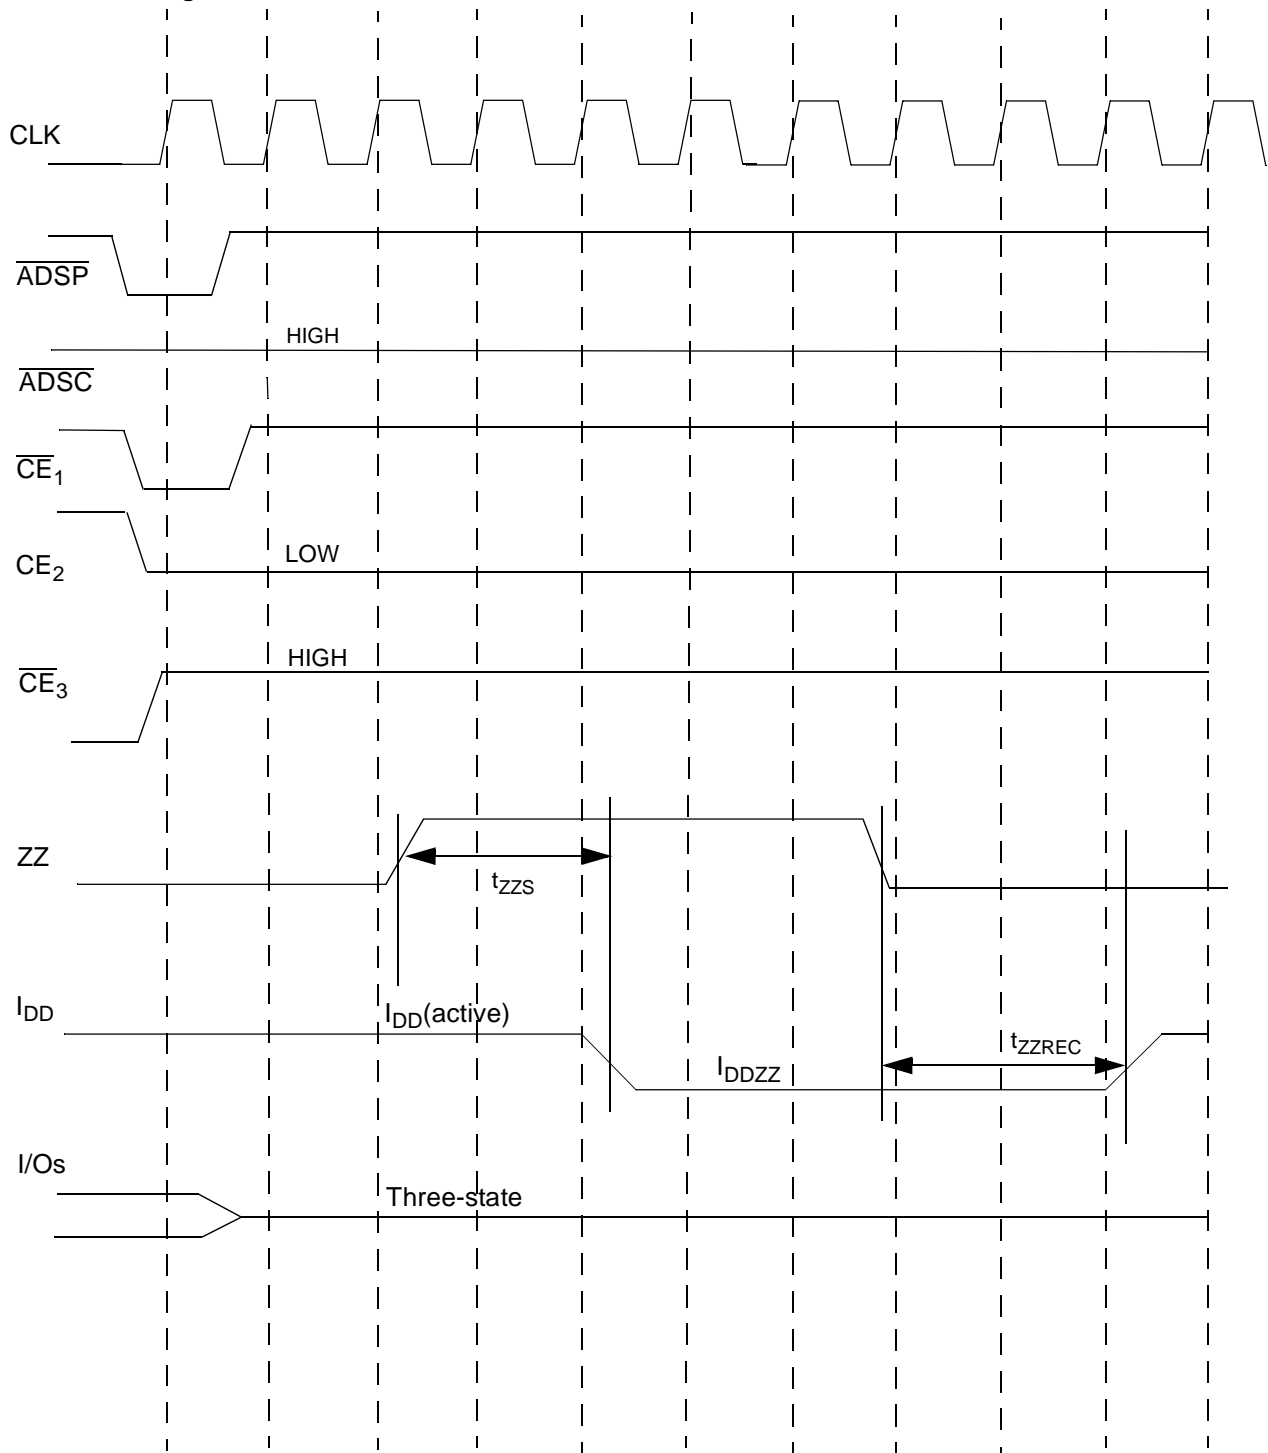 CLK
ADSP
HIGH
ADSC
CE1
LOW
CE2
HIGH
CE3
ZZ
tZZS
IDD
IDD(active)
tZZREC
IDDZZ
I/Os
Three-state